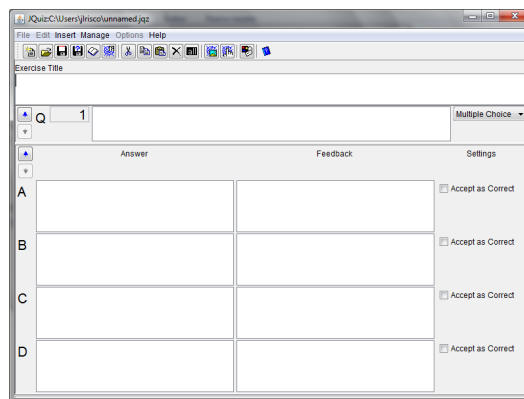 JQuiz:C:\Users\jlrisco\unnamed.jqz
File Edit Insert Manage Options Help
Exercise Title
Q 1 Multiple Choice
Answer Feedback Settings
A Accept as Correct
B Accept as Correct
C Accept as Correct
D Accept as Correct